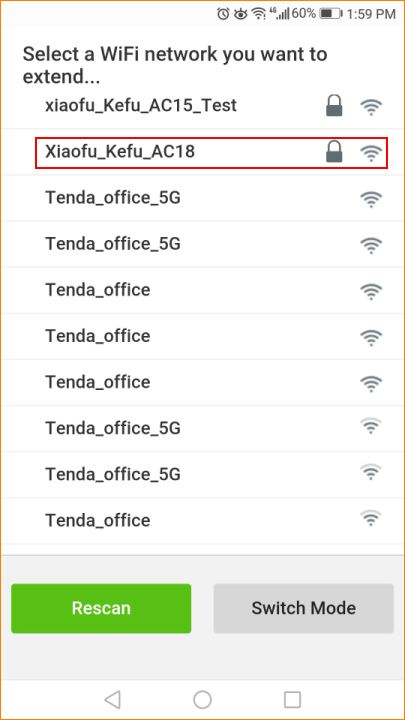 60% 1:59 PM
Select a WiFi network you want to
extend...
xiaofu_Kefu_AC15_Test
Xiaofu_Kefu_AC18
Tenda_office_5G
Tenda_office_5G
Tenda_office
Tenda_office
Tenda_office
Tenda_office_5G
Tenda_office_5G
Tenda_office
Rescan Switch Mode